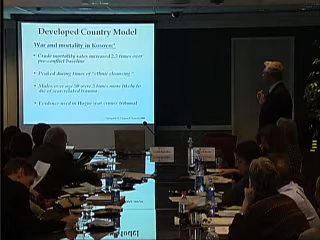 Developed Country Model
War and mortality in Kosovo*
• Crude mortality rates increased 2.3 times over
pre-conflict baseline
• Peaked during times of "ethnic cleansing"
• Males over 50 were 3 times more likely to
die of war-related trauma
• Evidence used in Hague war crimes tribunal